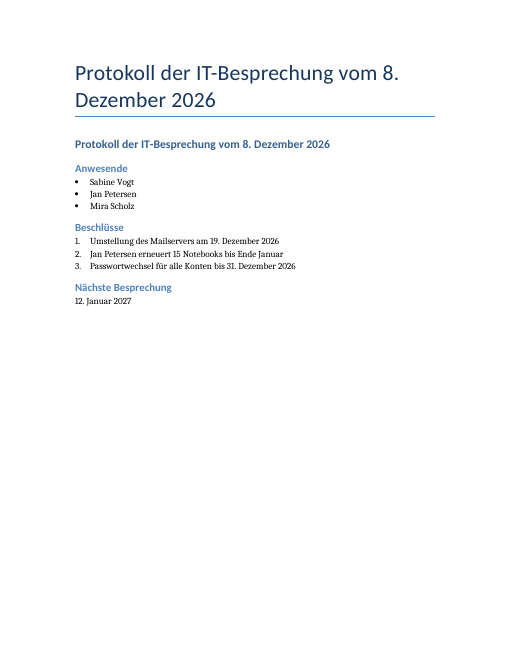 Protokoll der IT-Besprechung vom 8.
Dezember 2026
Protokoll der IT-Besprechung vom 8. Dezember 2026
Anwesende
• Sabine Vogt
• Jan Petersen
• Mira Scholz
Beschlüsse
1. Umstellung des Mailservers am 19. Dezember 2026
2. Jan Petersen erneuert 15 Notebooks bis Ende Januar
3. Passwortwechsel für alle Konten bis 31. Dezember 2026
Nächste Besprechung
12. Januar 2027